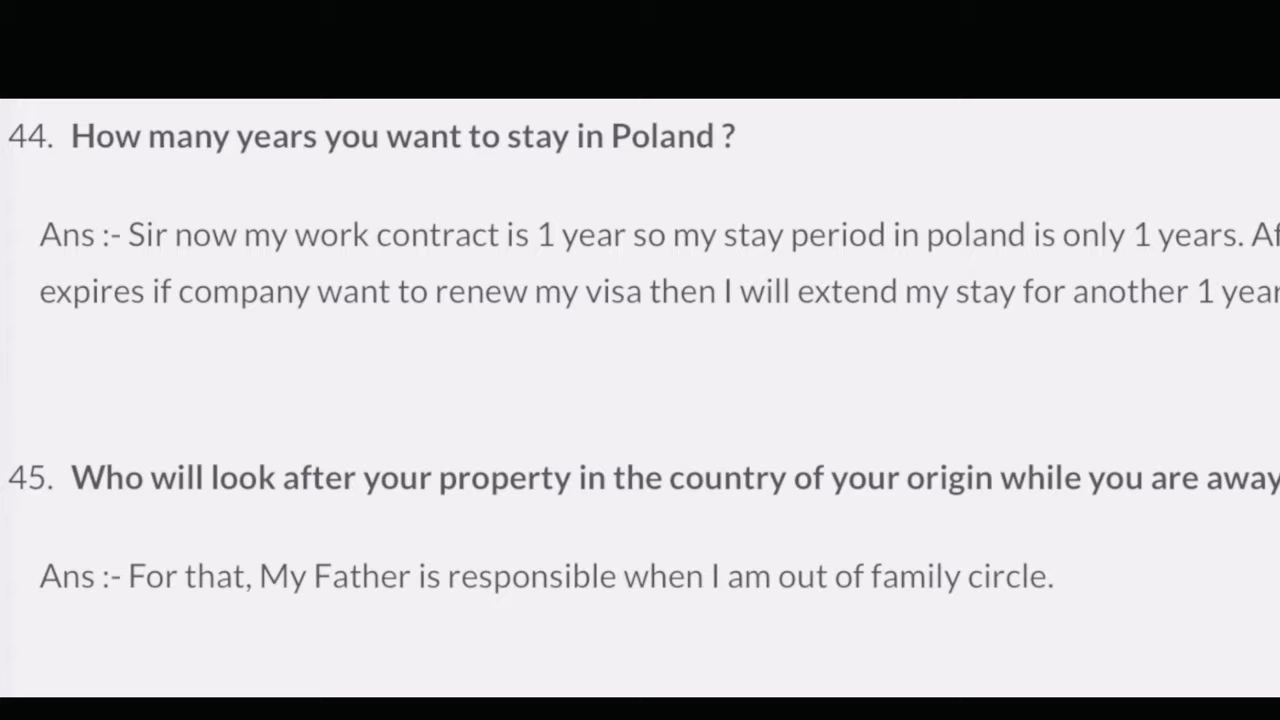 44. How many years you want to stay in Poland ?
Ans :- Sir now my work contract is 1 year so my stay period in poland is only 1 years.
expires if company want to renew my visa then I will extend my stay for another 1 year
45. Who will look after your property in the country of your origin while you are away
Ans :- For that, My Father is responsible when I am out of family circle.